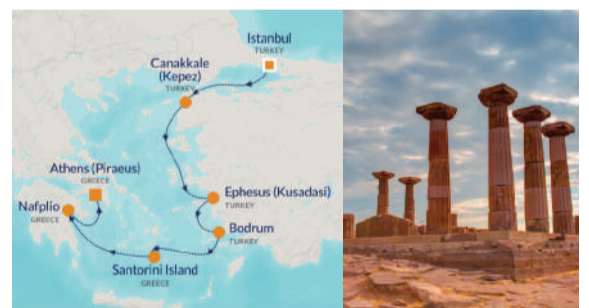 Istanbul
TURKEY
Canakkale
(Kepez)
TURKEY
Athens (Piraeus)
GREECE
Ephesus (Kusadasi)
TURKEY
Nafplio
GREECE
Bodrum
TURKEY
Santorini Island
GREECE